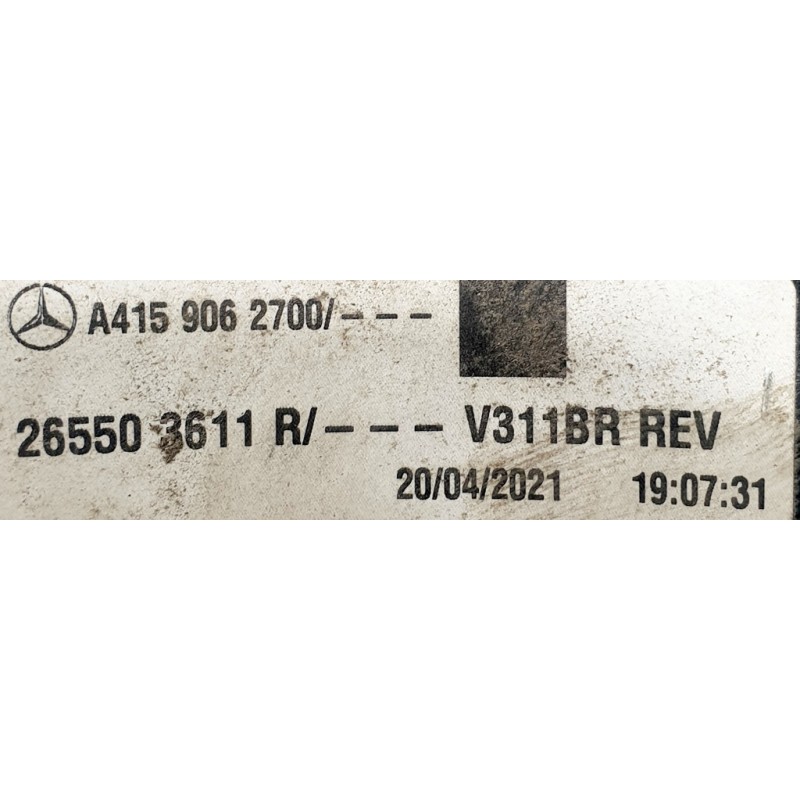 A415 906 2700/---
26550 3611 R/--- V311BR REV
20/04/2021 19:07:31